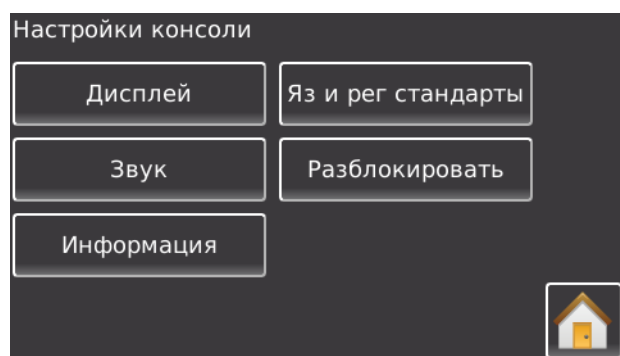 Настройки консоли
Дисплей
Яз и рег стандарты
Звук
Разблокировать
Информация